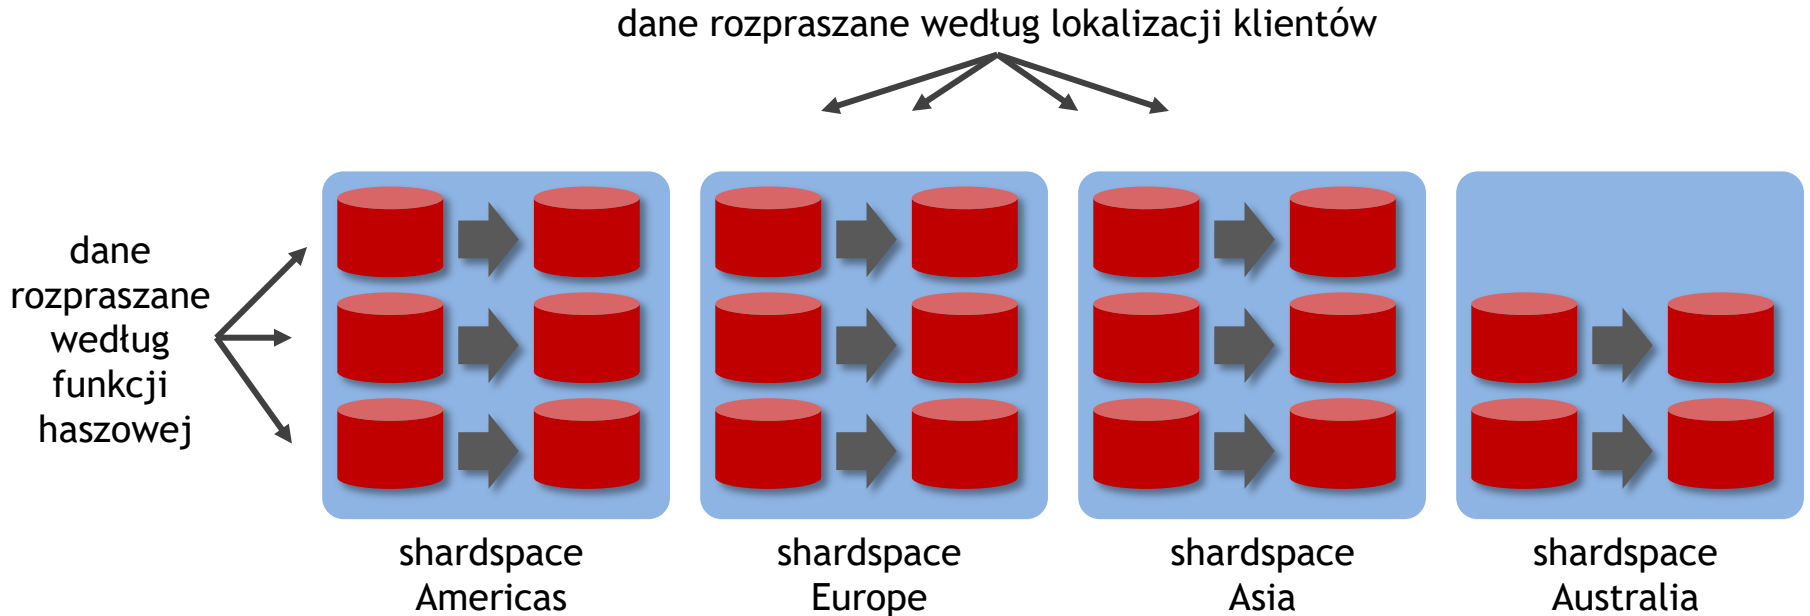 dane rozpraszane według lokalizacji klientów
dane
rozpraszane
według
funkcji
haszowej
shardspace
Americas
shardspace
Europe
shardspace
Asia
shardspace
Australia